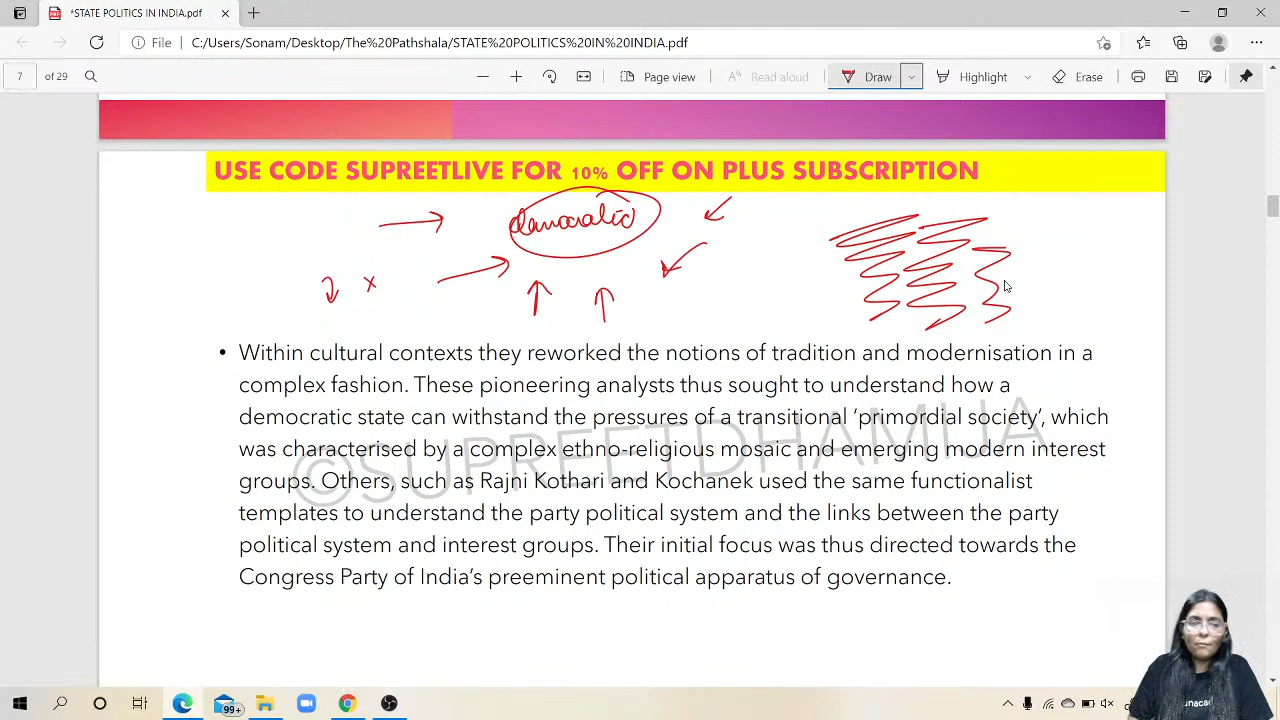 *STATE POLITICS IN INDIA.pdf
File C:/Users/Sonam/Desktop/The%20Pathshala/STATE%20POLITICS%20IN%20INDIA.pdf
7 of 29 Page view Read aloud Draw Highlight Erase
USE CODE SUPREETLIVE FOR 10% OFF ON PLUS SUBSCRIPTION
democratic
x
• Within cultural contexts they reworked the notions of tradition and modernisation in a
complex fashion. These pioneering analysts thus sought to understand how a
democratic state can withstand the pressures of a transitional ‘primordial society’, which
was characterised by a complex ethno-religious mosaic and emerging modern interest
groups. Others, such as Rajni Kothari and Kochanek used the same functionalist
templates to understand the party political system and the links between the party
political system and interest groups. Their initial focus was thus directed towards the
Congress Party of India’s preeminent political apparatus of governance.
©SUPREETDHAMIJA
99+